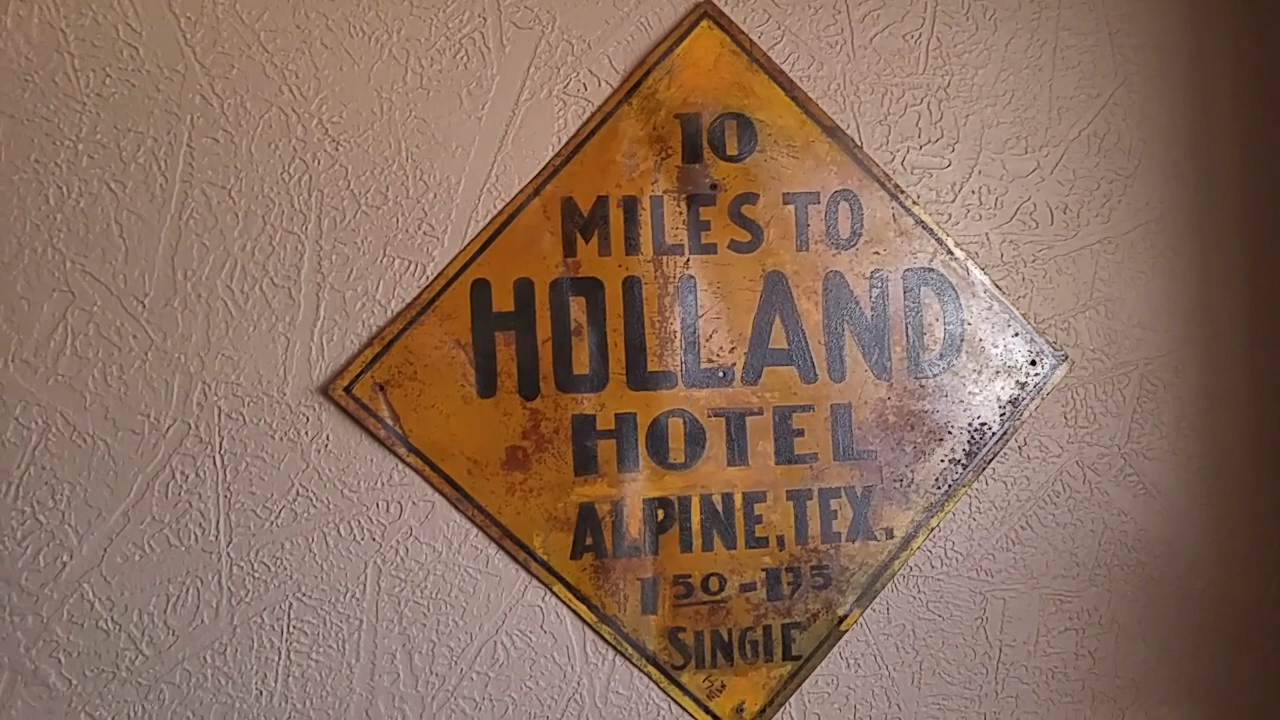 10
MILES TO
HOLLAND
HOTEL
ALPINE, TEX.
1 50 - 1 75
SINGLE